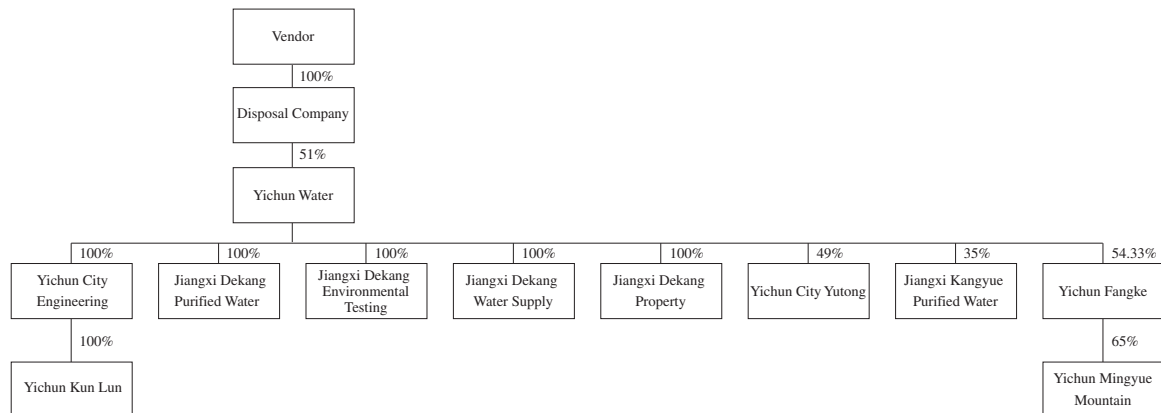 Vendor
100%
Disposal Company
51%
Yichun Water
100%
100%
100%
100%
100%
49%
35%
54.33%
Yichun City
Engineering
Jiangxi Dekang
Purified Water
Jiangxi Dekang
Environmental
Testing
Jiangxi Dekang
Water Supply
Jiangxi Dekang
Property
Yichun City Yutong
Jiangxi Kangyue
Purified Water
Yichun Fangke
100%
65%
Yichun Kun Lun
Yichun Mingyue
Mountain